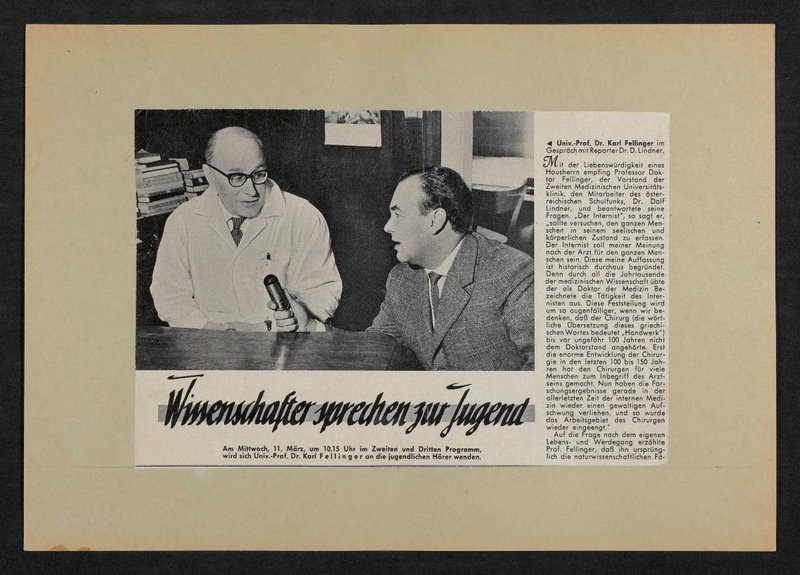 ◄ Univ.-Prof. Dr. Karl Fellinger im
Gespräch mit Reporter Dr. D. Lindner.
Mit der Liebenswürdigkeit eines
Hausherrn empfing Professor Dok-
tor Fellinger, der Vorstand der
Zweiten Medizinischen Universitäts-
klinik, den Mitarbeiter des öster-
reichischen Schulfunks, Dr. Dolf
Lindner, und beantwortete seine
Fragen. „Der Internist", so sagt er,
„sollte versuchen, den ganzen Men-
schen in seinem seelischen und
körperlichen Zustand zu erfassen.
Der Internist soll meiner Meinung
nach der Arzt für den ganzen Men-
schen sein. Diese meine Auffassung
ist historisch durchaus begründet.
Denn durch all die Jahrtausende
der medizinischen Wissenschaft übte
der als Doktor der Medizin Be-
zeichnete die Tätigkeit des Inter-
nisten aus. Diese Feststellung wird
um so augenfälliger, wenn wir be-
denken, daß der Chirurg (die wört-
liche Übersetzung dieses griechi-
schen Wortes bedeutet „Handwerk")
bis vor ungefähr 100 Jahren nicht
dem Doktorstand angehörte. Erst
die enorme Entwicklung der Chirur-
gie in den letzten 100 bis 150 Jah-
ren hat den Chirurgen für viele
Menschen zum Inbegriff des Arzt-
seins gemacht. Nun haben die For-
schungsergebnisse gerade in der
allerletzten Zeit der internen Medi-
zin wieder einen gewaltigen Auf-
schwung verliehen, und so wurde
das Arbeitsgebiet des Chirurgen
wieder eingeengt."
Auf die Frage nach dem eigenen
Lebens- und Werdegang erzählte
Prof. Fellinger, daß ihn ursprüng-
lich die naturwissenschaftlichen Fä-
Wissenschafter sprechen zur Jugend
Am Mittwoch, 11. März, um 10.15 Uhr im Zweiten und Dritten Programm,
wird sich Univ.-Prof. Dr. Karl Fellinger an die jugendlichen Hörer wenden.